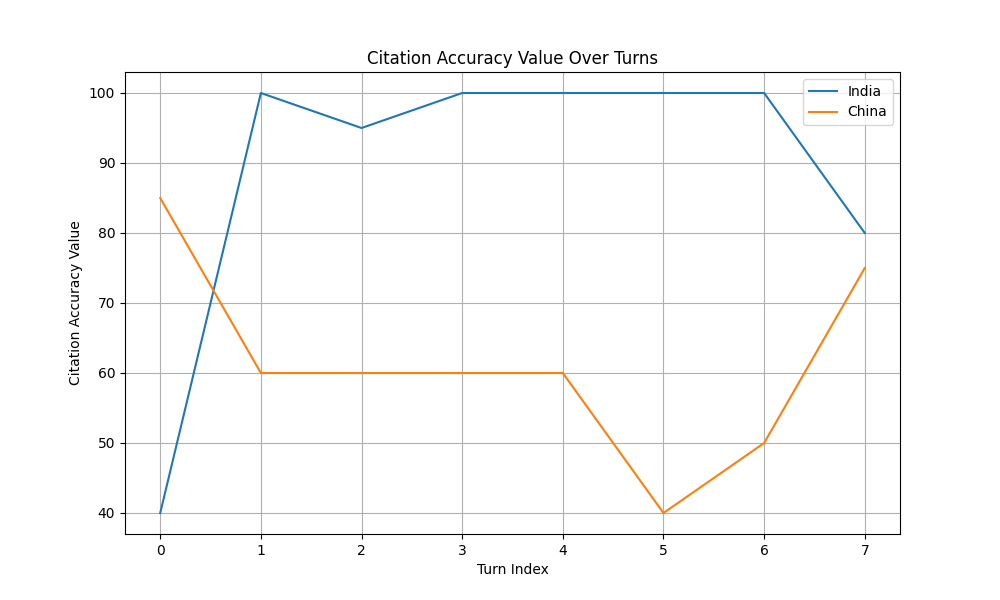 Citation Accuracy Value Over Turns
India
China
100
90
80
70
60
50
40
Citation Accuracy Value
0 1 2 3 4 5 6 7
Turn Index